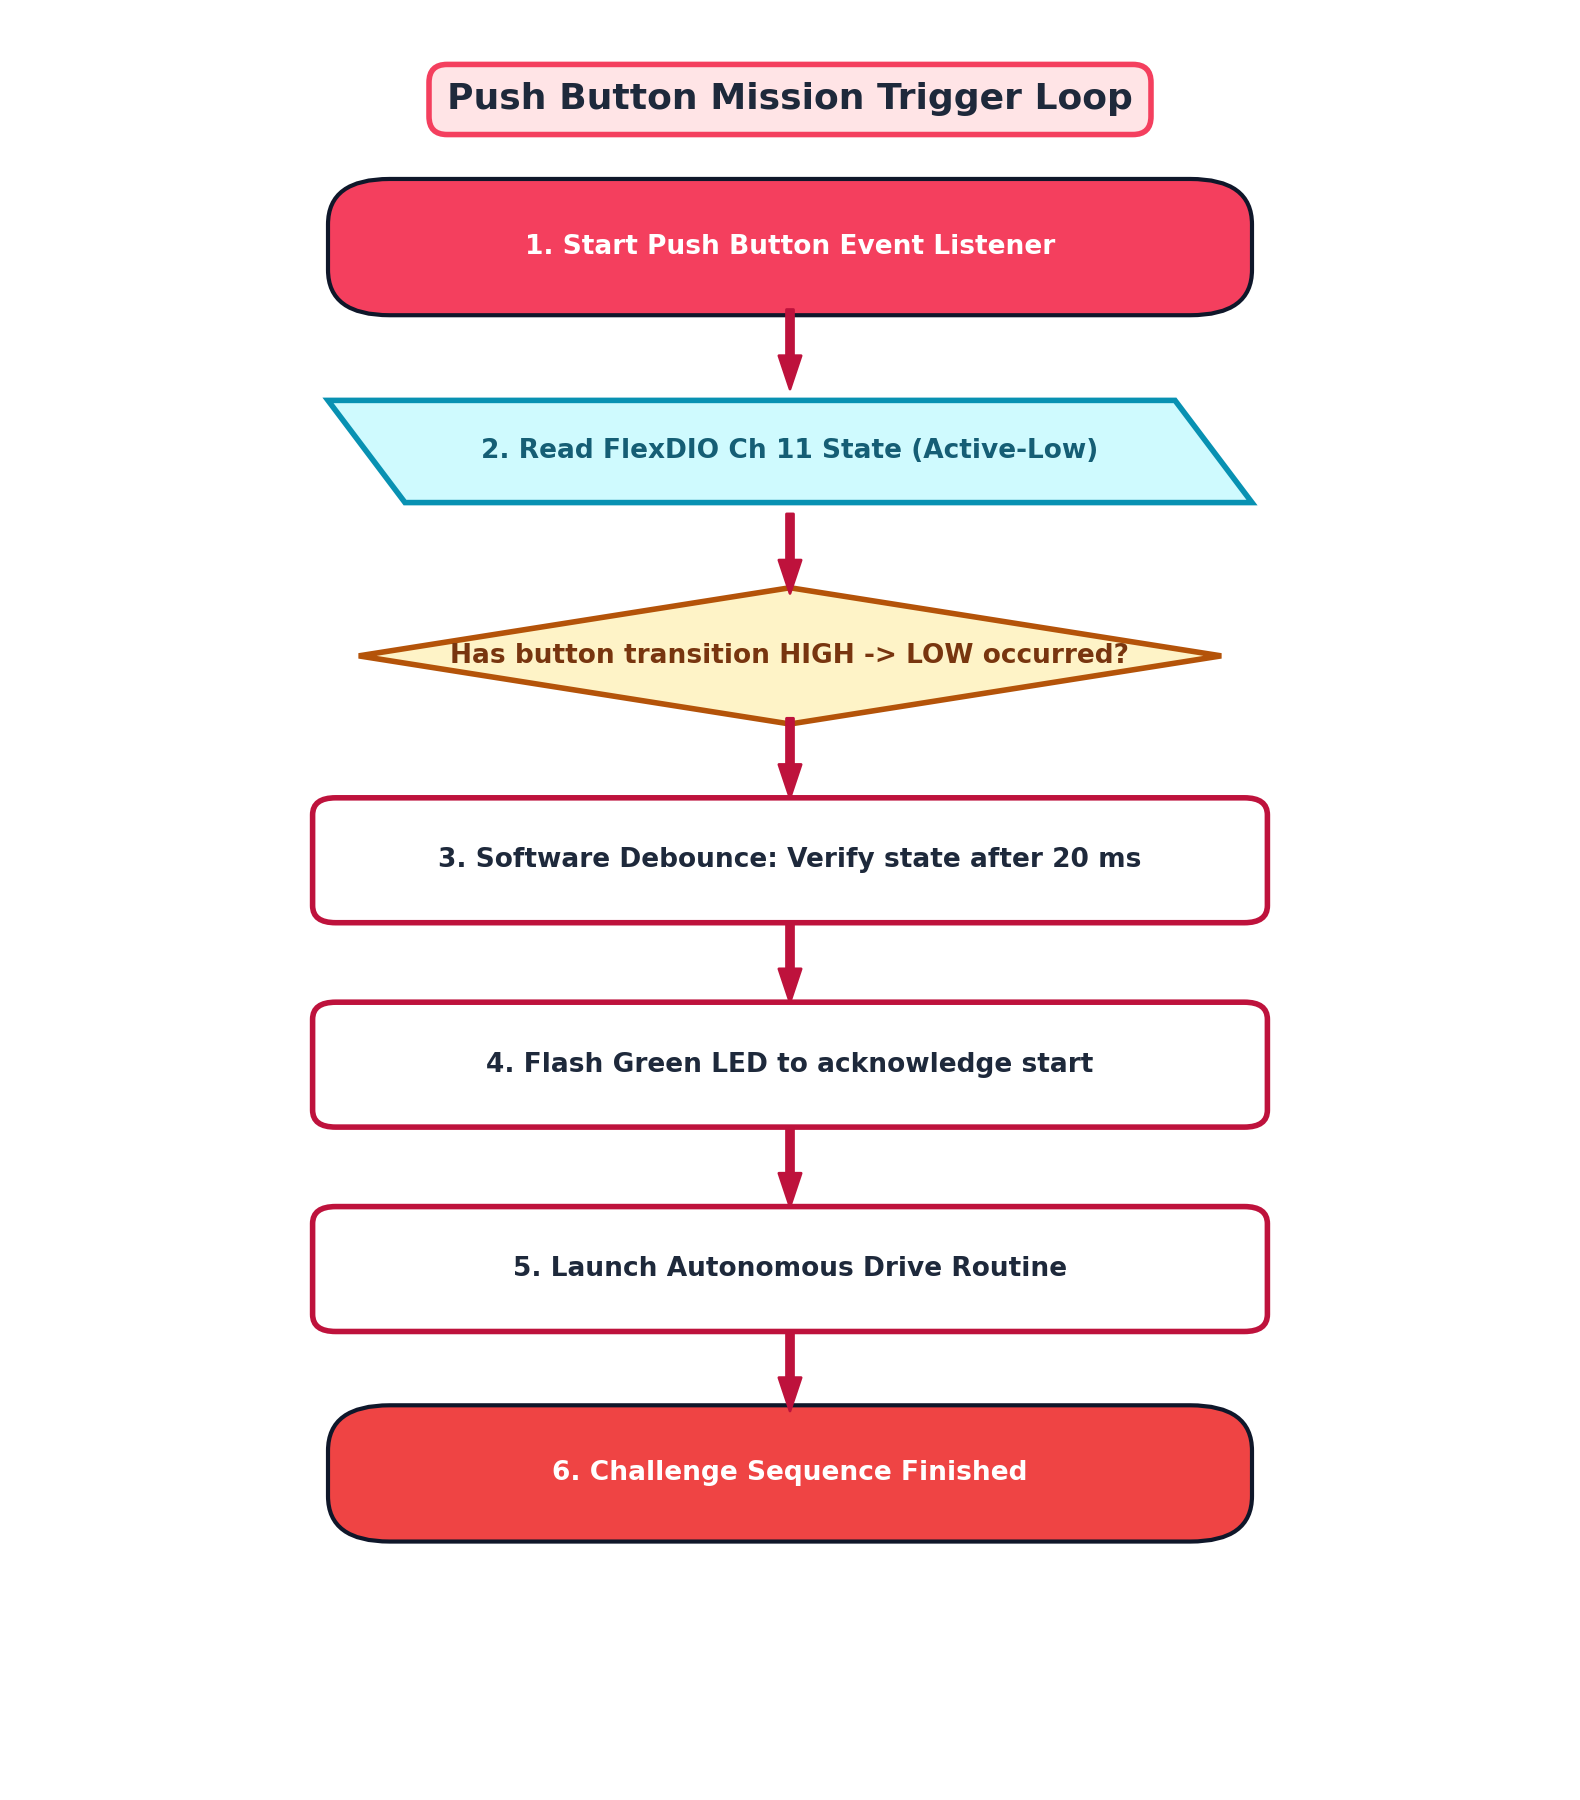 Push Button Mission Trigger Loop
1. Start Push Button Event Listener
2. Read FlexDIO Ch 11 State (Active-Low)
Has button transition HIGH -> LOW occurred?
3. Software Debounce: Verify state after 20 ms
4. Flash Green LED to acknowledge start
5. Launch Autonomous Drive Routine
6. Challenge Sequence Finished